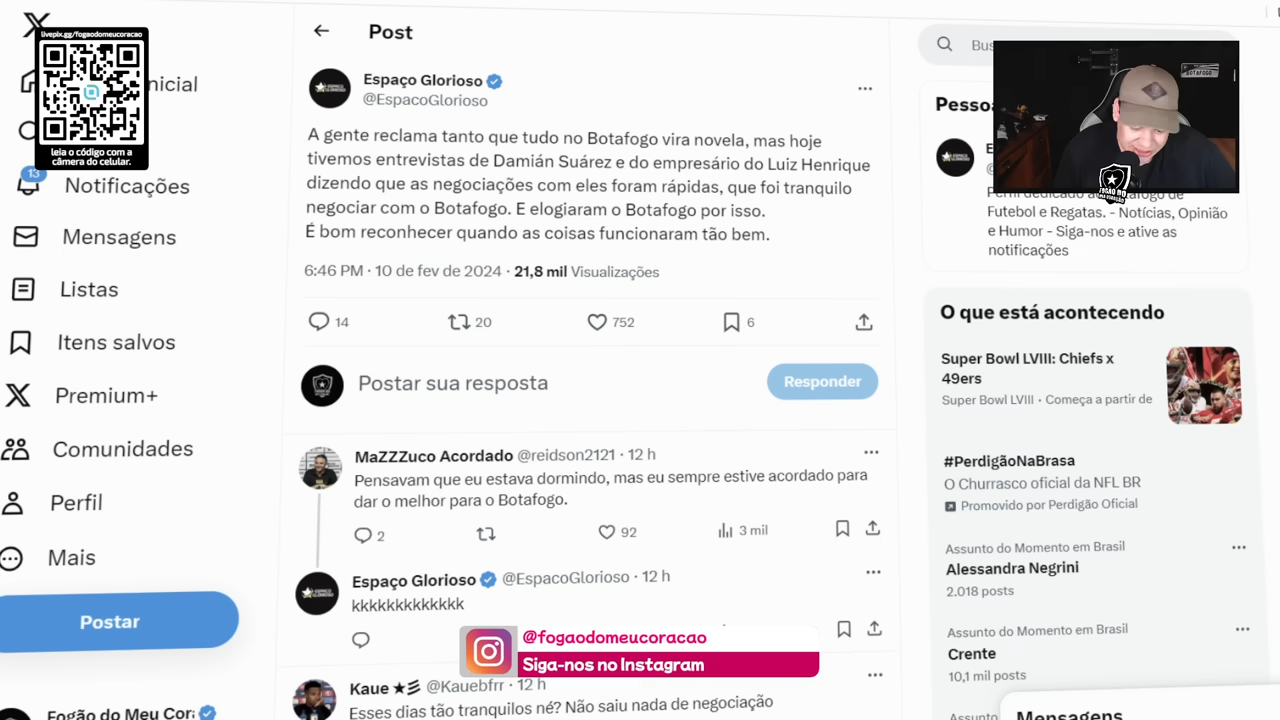 livepix.gg/fogaodomeucoracao
leia o código com a
câmera do celular.
nicial
13
Notificações
Mensagens
Listas
Itens salvos
Premium+
Comunidades
Perfil
Mais
Postar
Post
Espaço Glorioso
@EspacoGlorioso
A gente reclama tanto que tudo no Botafogo vira novela, mas hoje
tivemos entrevistas de Damián Suárez e do empresário do Luiz Henrique
dizendo que as negociações com eles foram rápidas, que foi tranquilo
negociar com o Botafogo. E elogiaram o Botafogo por isso.
É bom reconhecer quando as coisas funcionaram tão bem.
6:46 PM · 10 de fev de 2024 · 21,8 mil Visualizações
14 20 752 6
Postar sua resposta
Responder
MaZZZuco Acordado @reidson2121 · 12 h
Pensavam que eu estava dormindo, mas eu sempre estive acordado para
dar o melhor para o Botafogo.
2 92 3 mil
Espaço Glorioso @EspacoGlorioso · 12 h
kkkkkkkkkkkkk
@fogaodomeucoracao
Siga-nos no Instagram
Kaue @Kauebfrr · 12 h
Esses dias tão tranquilos né? Não saiu nada de negociação
Bus
BOTAFOGO
FOGÃO DO
Futebol e Regatas. - Notícias, Opinião
e Humor - Siga-nos e ative as
notificações
O que está acontecendo
Super Bowl LVIII: Chiefs x
49ers
Super Bowl LVIII · Começa a partir de
#PerdigãoNaBrasa
O Churrasco oficial da NFL BR
Promovido por Perdigão Oficial
Assunto do Momento em Brasil
Alessandra Negrini
2.018 posts
Assunto do Momento em Brasil
Crente
10,1 mil posts
Mensagens